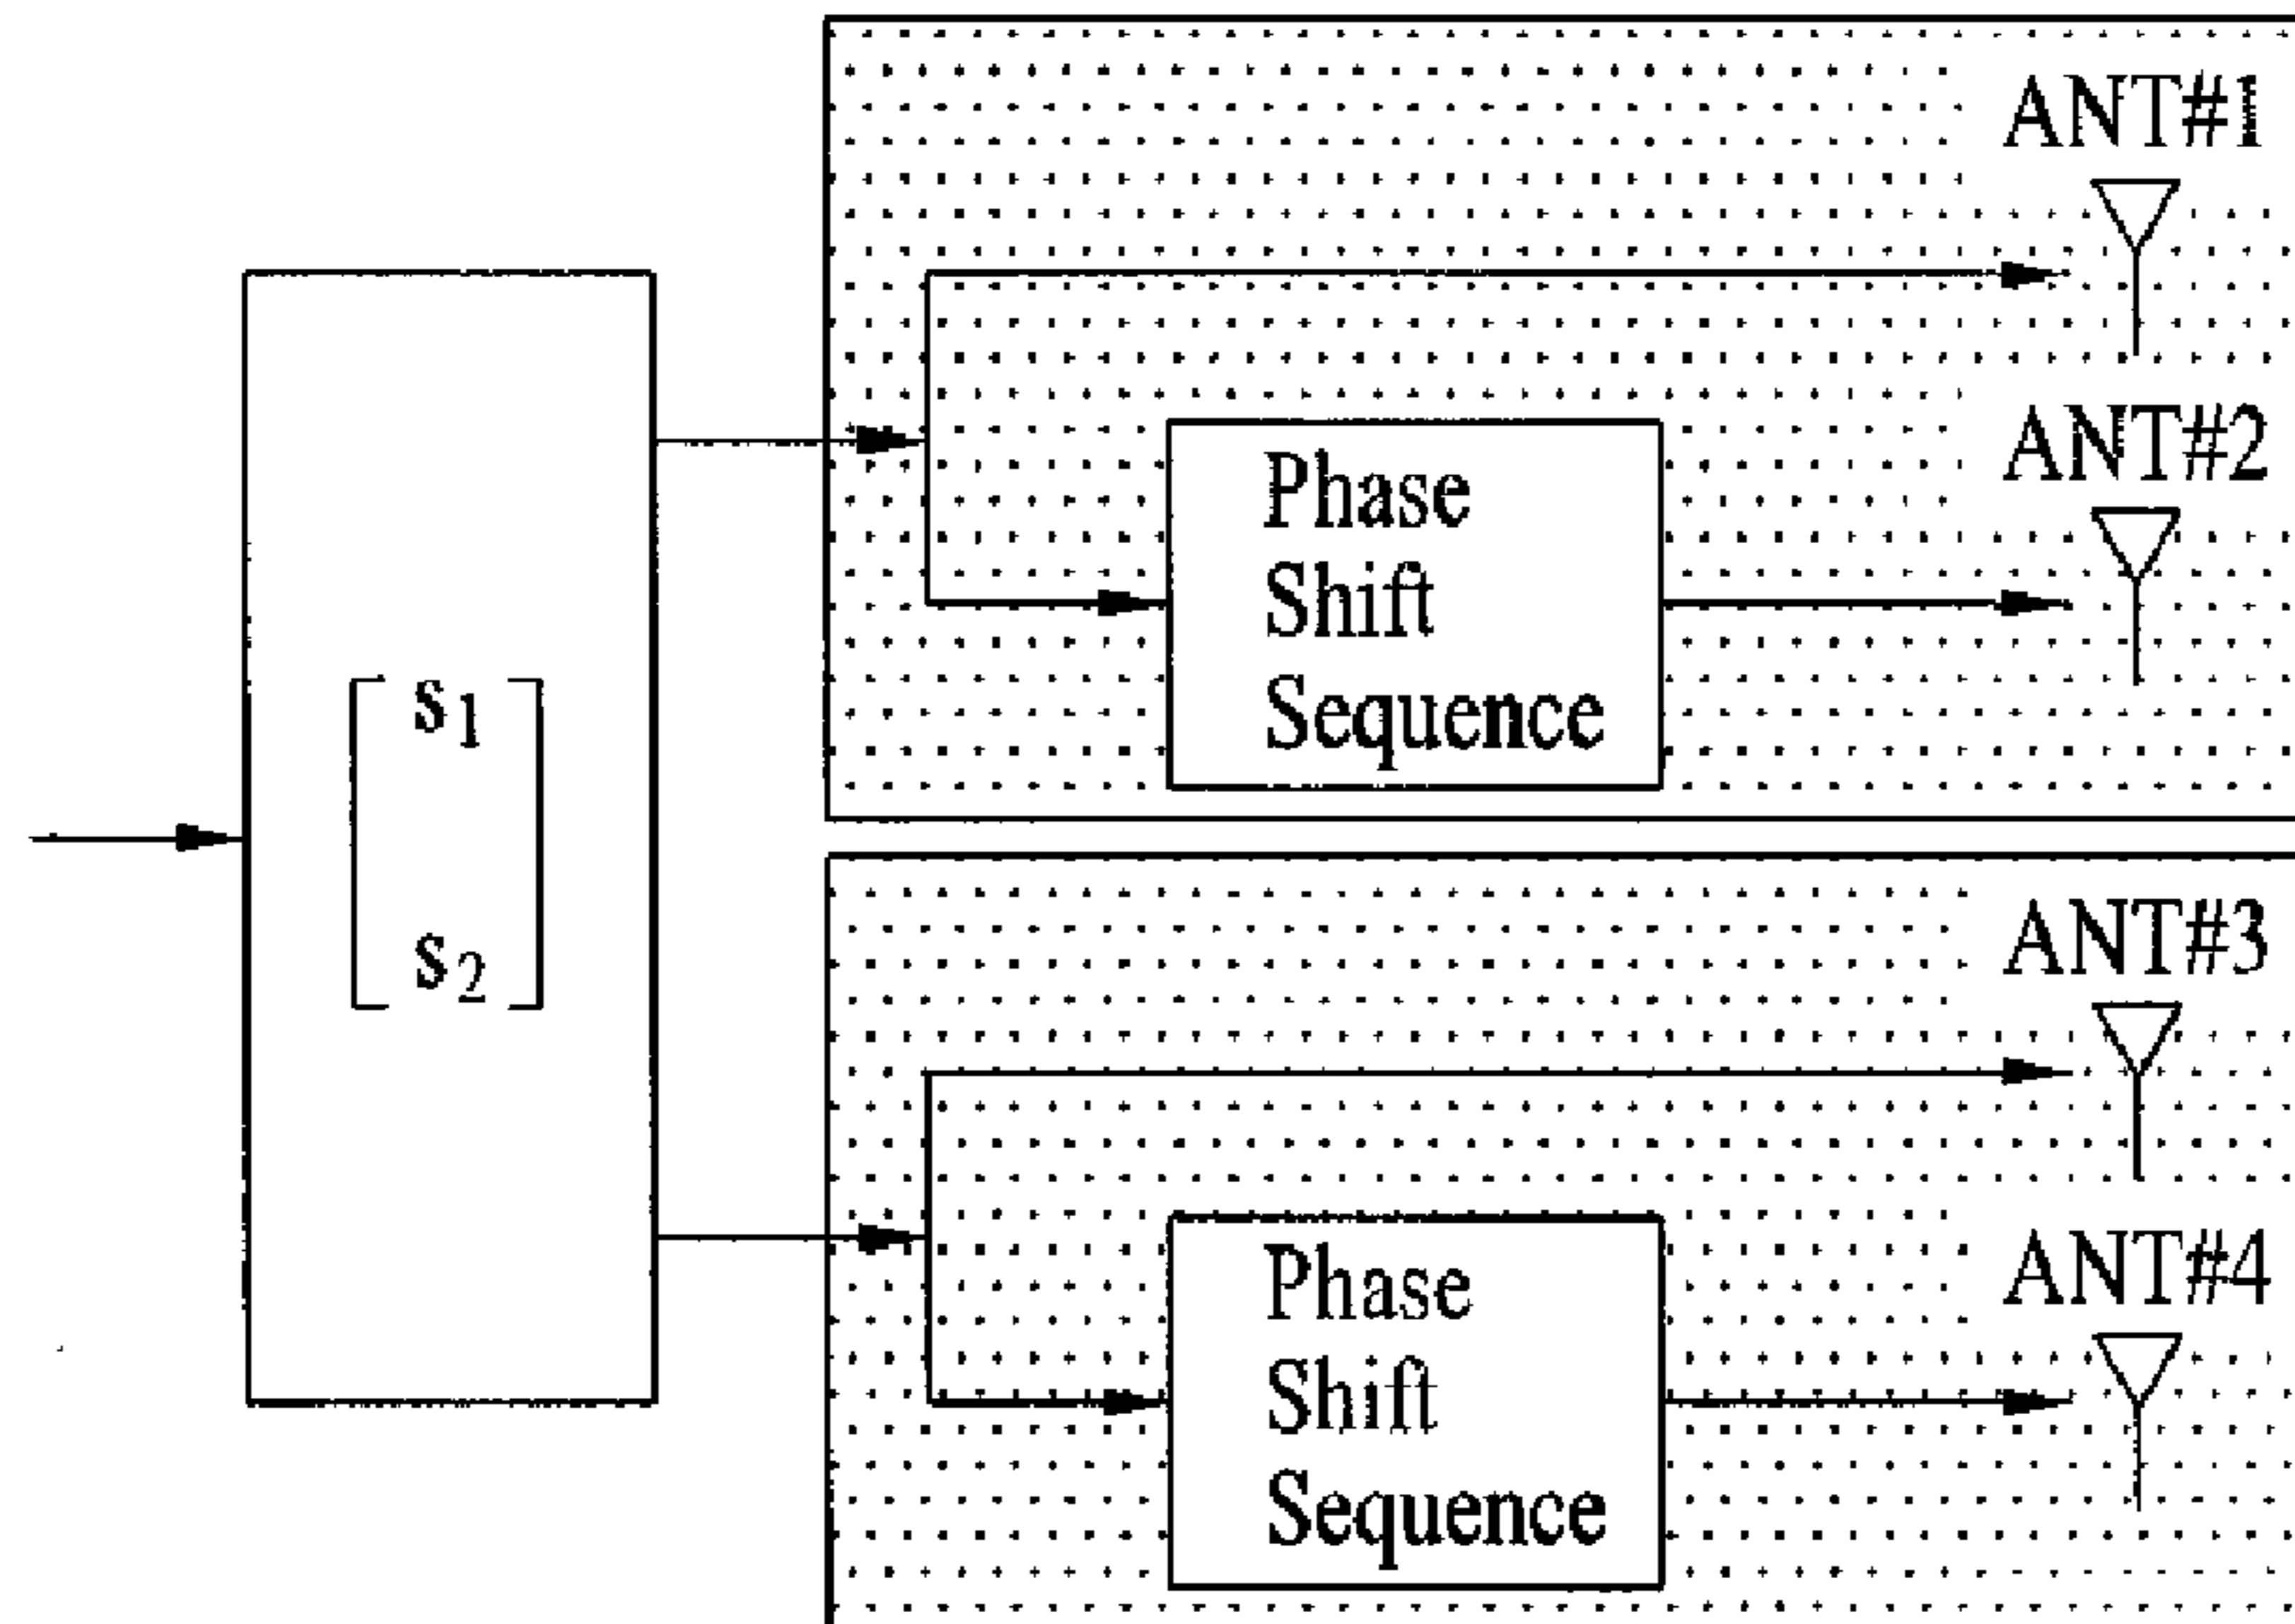 s1
s2
ANT#1
ANT#2
Phase
Shift
Sequence
ANT#3
ANT#4
Phase
Shift
Sequence